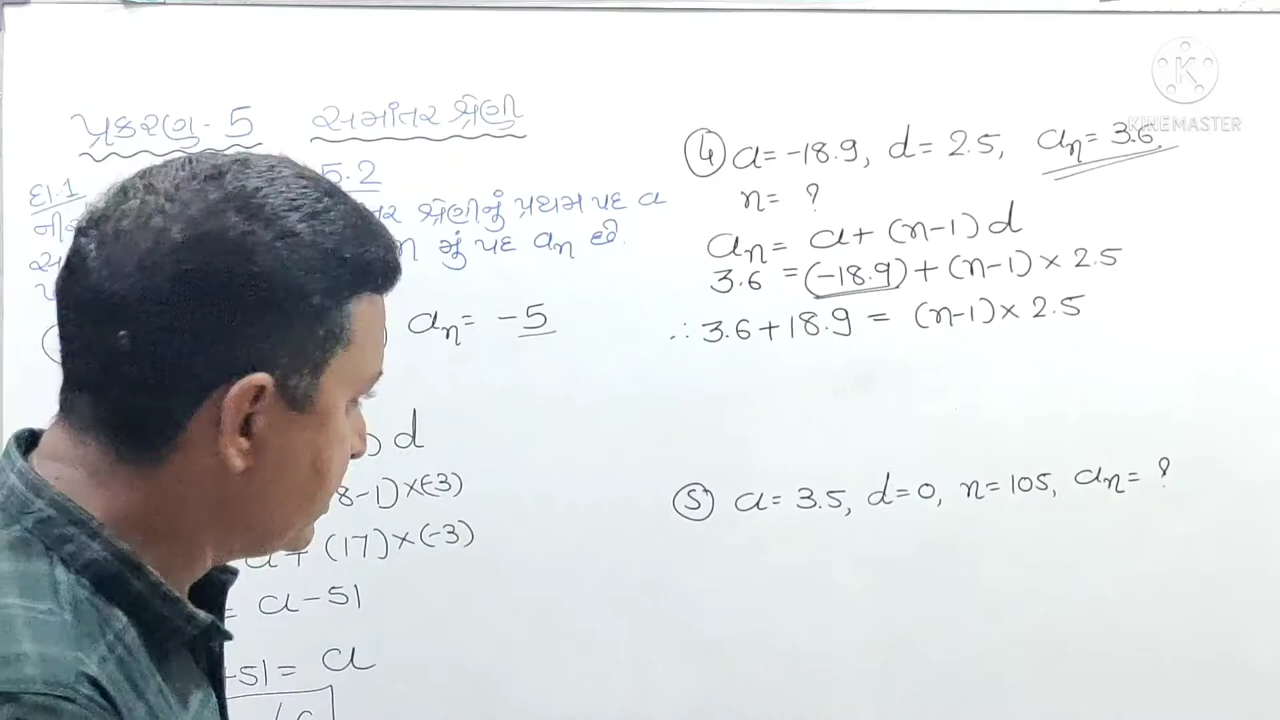 પ્રકરણ-5 સમાંતર શ્રેણી
દા.1 5.2
શ્રેણીનું પ્રથમ પદ a
n મું પદ an છે.
an = -5
d
8-1)×(-3)
a+ (17)×(-3)
= a-51
+51= a
④ a= -18.9, d= 2.5, an= 3.6
n= ?
an= a+ (n-1) d
3.6 = (-18.9) + (n-1) × 2.5
∴ 3.6+18.9 = (n-1)× 2.5
⑤ a= 3.5, d=0, n=105, an= ?
KINEMASTER